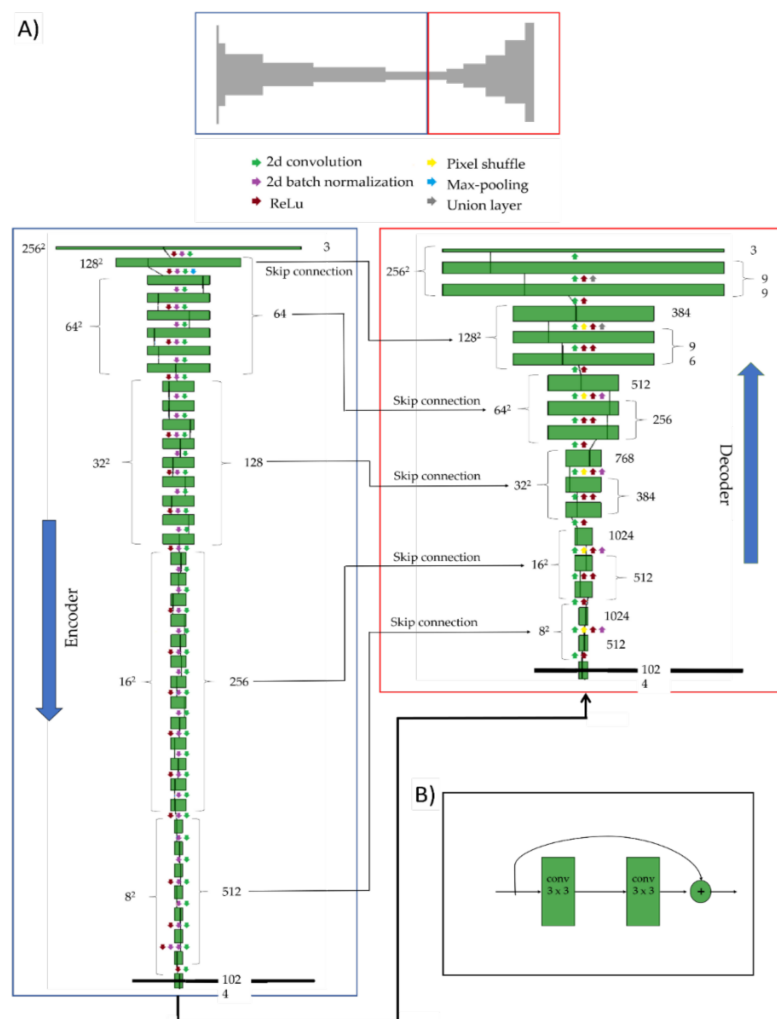 A)
2d convolution
2d batch normalization
ReLu
Pixel shuffle
Max-pooling
Union layer
256²
3
128²
Skip connection
64²
64
32²
128
Encoder
16²
256
8²
512
102
4
3
256²
9
9
384
128²
9
6
512
Skip connection
64²
256
768
Skip connection
32²
384
Decoder
1024
Skip connection
16²
512
1024
Skip connection
8²
512
102
4
B)
conv
3 x 3
conv
3 x 3
+